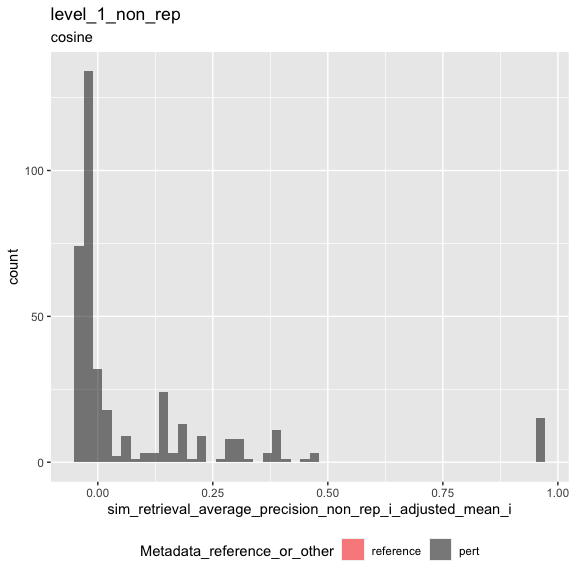 level_1_non_rep
cosine
count
100
50
0
0.00 0.25 0.50 0.75 1.00
sim_retrieval_average_precision_non_rep_i_adjusted_mean_i
Metadata_reference_or_other reference pert